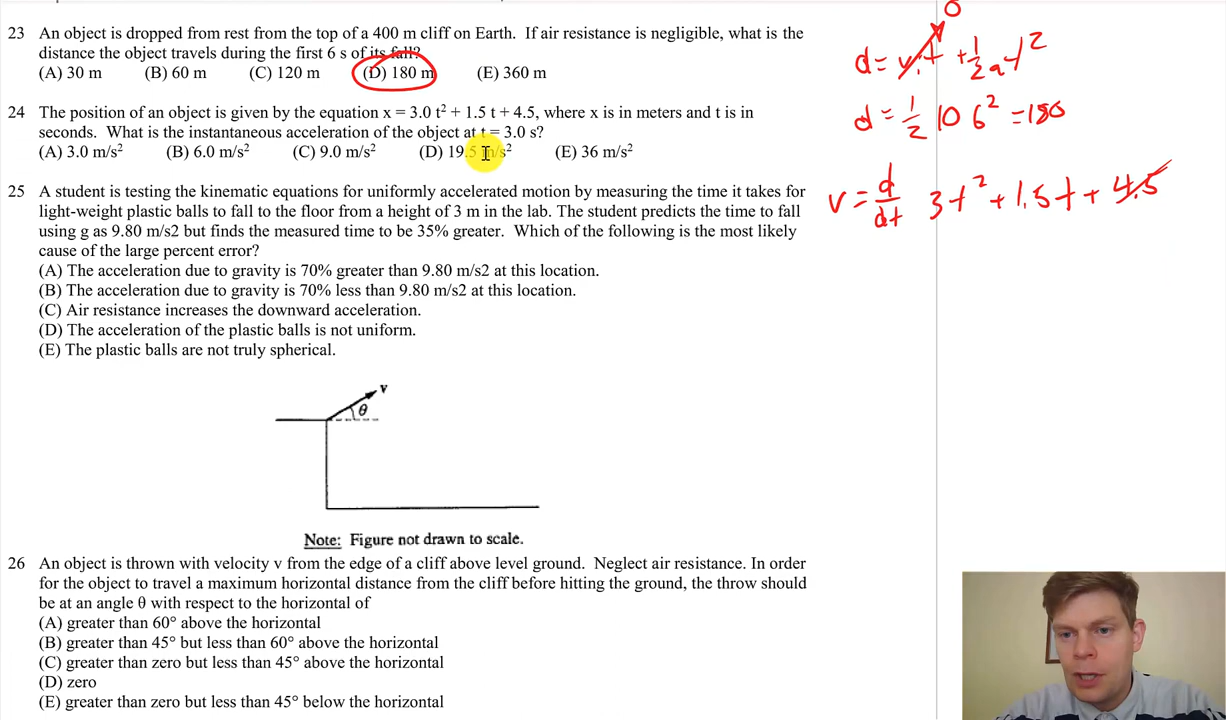 23 An object is dropped from rest from the top of a 400 m cliff on Earth. If air resistance is negligible, what is the
distance the object travels during the first 6 s of its fall?
(A) 30 m (B) 60 m (C) 120 m (D) 180 m (E) 360 m
24 The position of an object is given by the equation x = 3.0 t² + 1.5 t + 4.5, where x is in meters and t is in
seconds. What is the instantaneous acceleration of the object at t = 3.0 s?
(A) 3.0 m/s² (B) 6.0 m/s² (C) 9.0 m/s² (D) 19.5 m/s² (E) 36 m/s²
25 A student is testing the kinematic equations for uniformly accelerated motion by measuring the time it takes for
light-weight plastic balls to fall to the floor from a height of 3 m in the lab. The student predicts the time to fall
using g as 9.80 m/s2 but finds the measured time to be 35% greater. Which of the following is the most likely
cause of the large percent error?
(A) The acceleration due to gravity is 70% greater than 9.80 m/s2 at this location.
(B) The acceleration due to gravity is 70% less than 9.80 m/s2 at this location.
(C) Air resistance increases the downward acceleration.
(D) The acceleration of the plastic balls is not uniform.
(E) The plastic balls are not truly spherical.
v
θ
Note: Figure not drawn to scale.
26 An object is thrown with velocity v from the edge of a cliff above level ground. Neglect air resistance. In order
for the object to travel a maximum horizontal distance from the cliff before hitting the ground, the throw should
be at an angle θ with respect to the horizontal of
(A) greater than 60° above the horizontal
(B) greater than 45° but less than 60° above the horizontal
(C) greater than zero but less than 45° above the horizontal
(D) zero
(E) greater than zero but less than 45° below the horizontal
0
d = vᵢt + 1/2 at²
d = 1/2 10 6² = 180
v = d/dt 3t² + 1.5t + 4.5